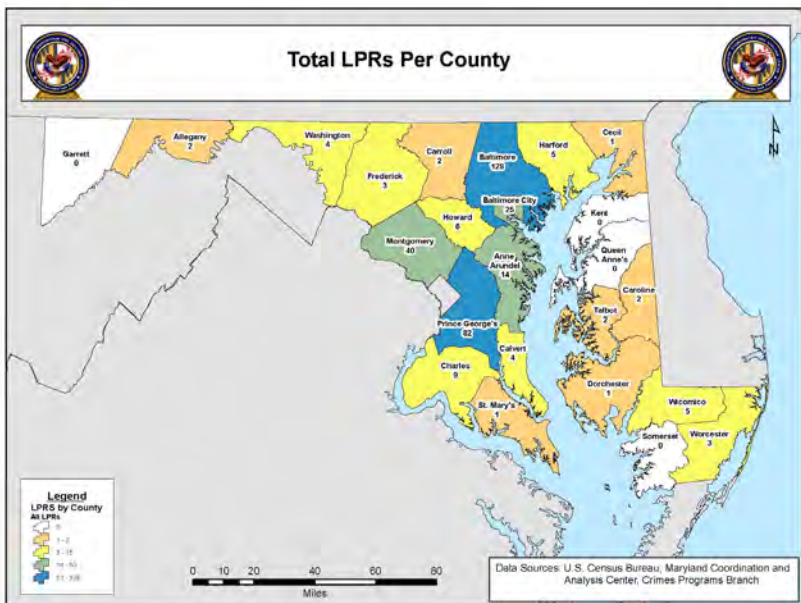 Total LPRs Per County
Garrett
0
Allegany
2
Washington
4
Frederick
3
Carroll
2
Baltimore
Harford
5
Cecil
1
Baltimore City
25
Howard
Montgomery
40
Anne
Arundel
14
Kent
0
Queen
Anne's
0
Caroline
2
Talbot
2
Prince George's
82
Calvert
4
Charles
9
St. Mary's
1
Dorchester
1
Wicomico
5
Somerset
0
Worcester
3
N
Legend
LPRS by County
All LPRs
0
1 - 2
0 10 20 40 60 80
Miles
Data Sources: U.S. Census Bureau, Maryland Coordination and
Analysis Center, Crimes Programs Branch